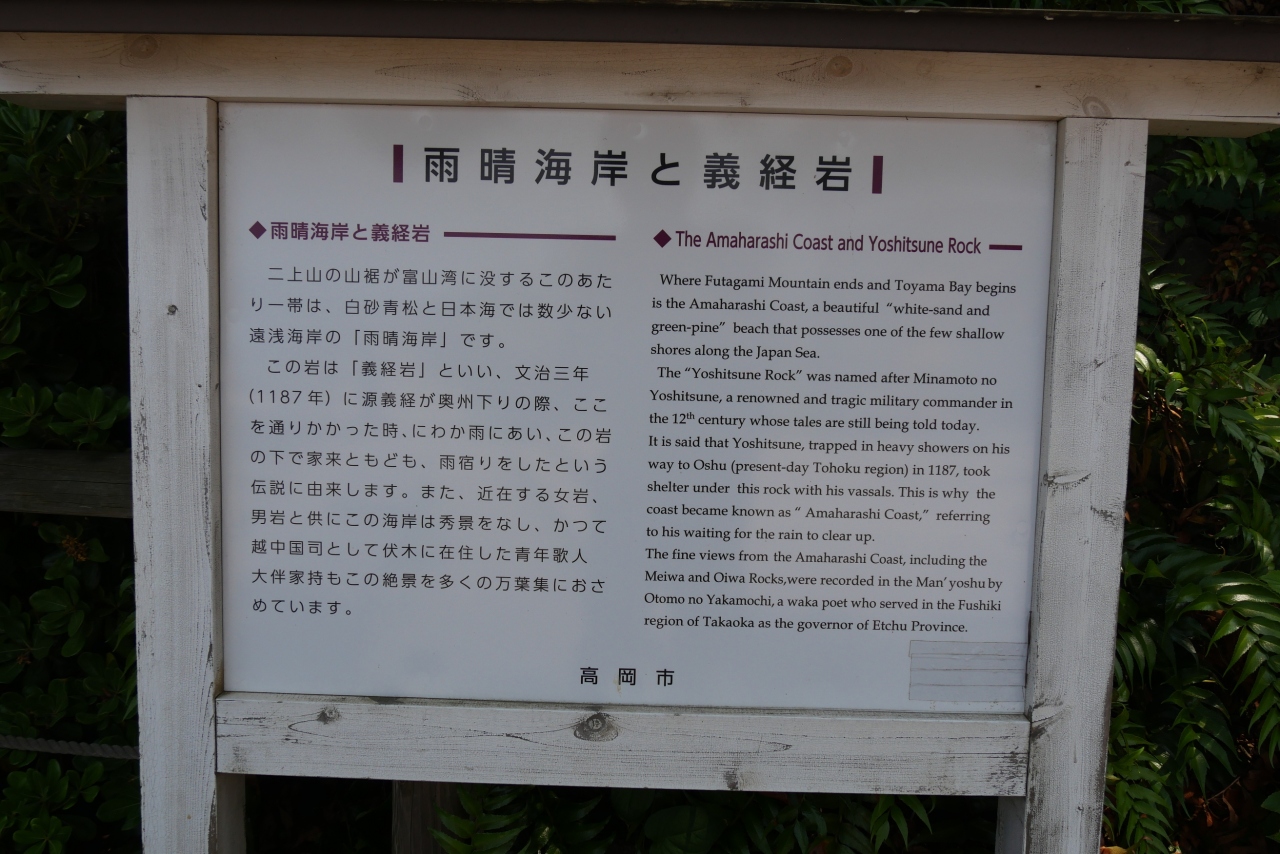 雨晴海岸と義経岩
◆雨晴海岸と義経岩
二上山の山裾が富山湾に没するこのあた
り一帯は、白砂青松と日本海では数少ない
遠浅海岸の「雨晴海岸」です。
この岩は「義経岩」といい、文治三年
(1187年）に源義経が奥州下りの際、ここ
を通りかかった時、にわか雨にあい、この岩
の下で家来ともども、雨宿りをしたという
伝説に由来します。また、近在する女岩、
男岩と供にこの海岸は秀景をなし、かつて
越中国司として伏木に在住した青年歌人
大伴家持もこの絶景を多くの万葉集におさ
めています。
◆The Amaharashi Coast and Yoshitsune Rock
Where Futagami Mountain ends and Toyama Bay begins
is the Amaharashi Coast, a beautiful “white-sand and
green-pine” beach that possesses one of the few shallow
shores along the Japan Sea.
The “Yoshitsune Rock” was named after Minamoto no
Yoshitsune, a renowned and tragic military commander in
the 12th century whose tales are still being told today.
It is said that Yoshitsune, trapped in heavy showers on his
way to Oshu (present-day Tohoku region) in 1187, took
shelter under this rock with his vassals. This is why the
coast became known as “ Amaharashi Coast,” referring
to his waiting for the rain to clear up.
The fine views from the Amaharashi Coast, including the
Meiwa and Oiwa Rocks,were recorded in the Man’yoshu by
Otomo no Yakamochi, a waka poet who served in the Fushiki
region of Takaoka as the governor of Etchu Province.
高岡市